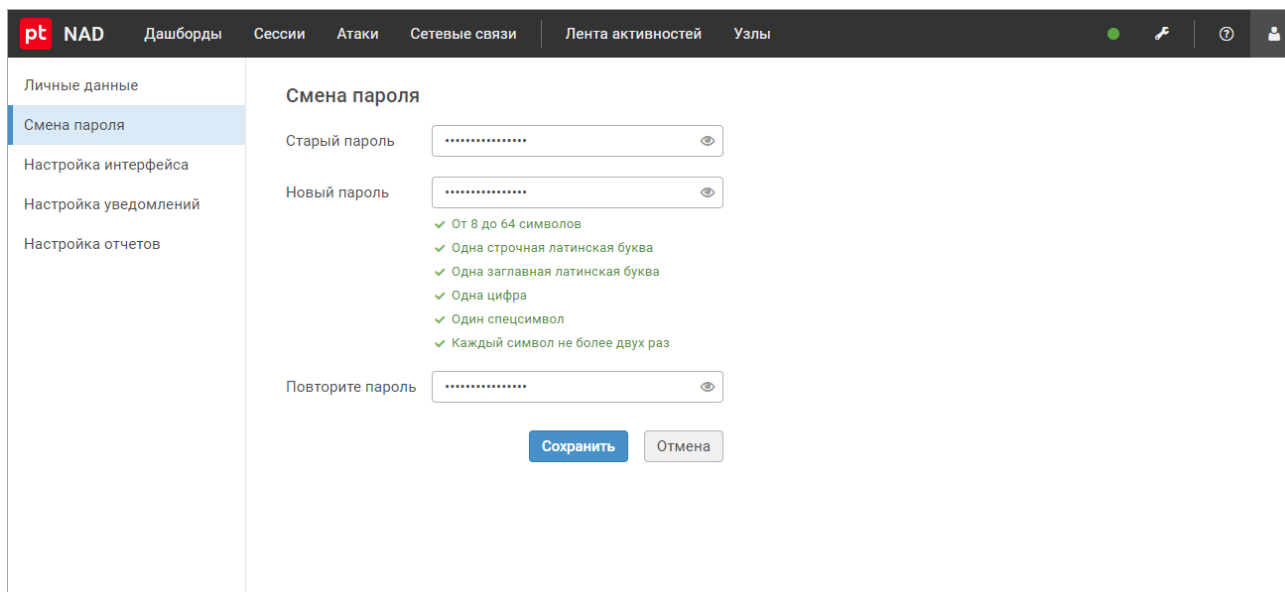 pt NAD Дашборды Сессии Атаки Сетевые связи Лента активностей Узлы
Личные данные
Смена пароля
Настройка интерфейса
Настройка уведомлений
Настройка отчетов
Смена пароля
Старый пароль ················
Новый пароль ················
От 8 до 64 символов
Одна строчная латинская буква
Одна заглавная латинская буква
Одна цифра
Один спецсимвол
Каждый символ не более двух раз
Повторите пароль ················
Сохранить Отмена